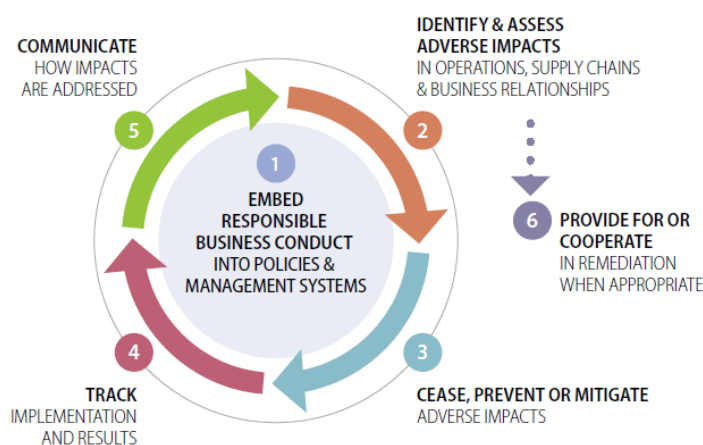 1
EMBED
RESPONSIBLE
BUSINESS CONDUCT
INTO POLICIES &
MANAGEMENT SYSTEMS
IDENTIFY & ASSESS
ADVERSE IMPACTS
IN OPERATIONS, SUPPLY CHAINS
& BUSINESS RELATIONSHIPS
2
3
CEASE, PREVENT OR MITIGATE
ADVERSE IMPACTS
4
TRACK
IMPLEMENTATION
AND RESULTS
COMMUNICATE
HOW IMPACTS
ARE ADDRESSED
5
6
PROVIDE FOR OR
COOPERATE
IN REMEDIATION
WHEN APPROPRIATE